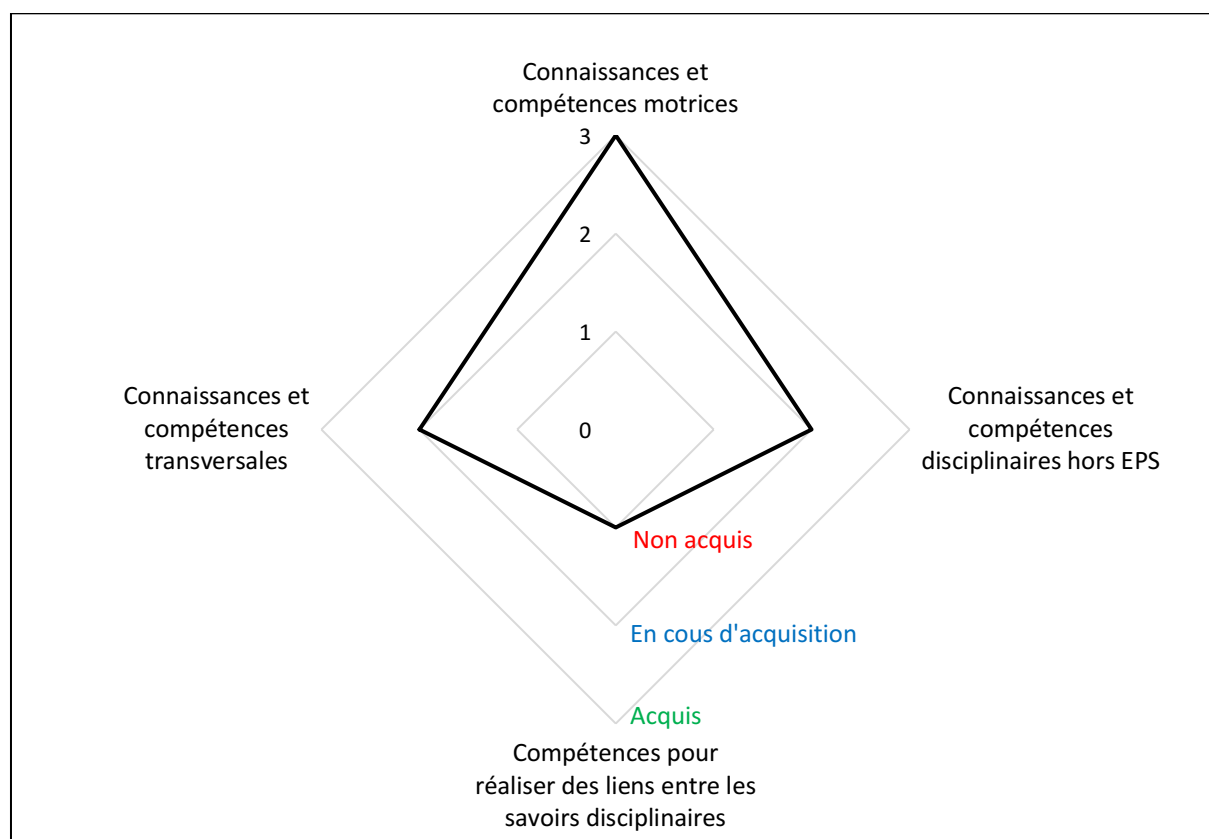 Connaissances et
compétences motrices
3
2
1
0
Connaissances et
compétences
transversales
Connaissances et
compétences
disciplinaires hors EPS
Non acquis
En cous d'acquisition
Acquis
Compétences pour
réaliser des liens entre les
savoirs disciplinaires